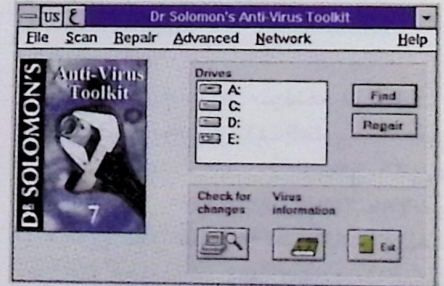 US ع Dr Solomon's Anti-Virus Toolkit
File Scan Repair Advanced Network Help
DR SOLOMON'S
Anti-Virus
Toolkit
7
Drives
A:
C:
D:
E:
Find
Repair
Check for
changes
Virus
information
Exit